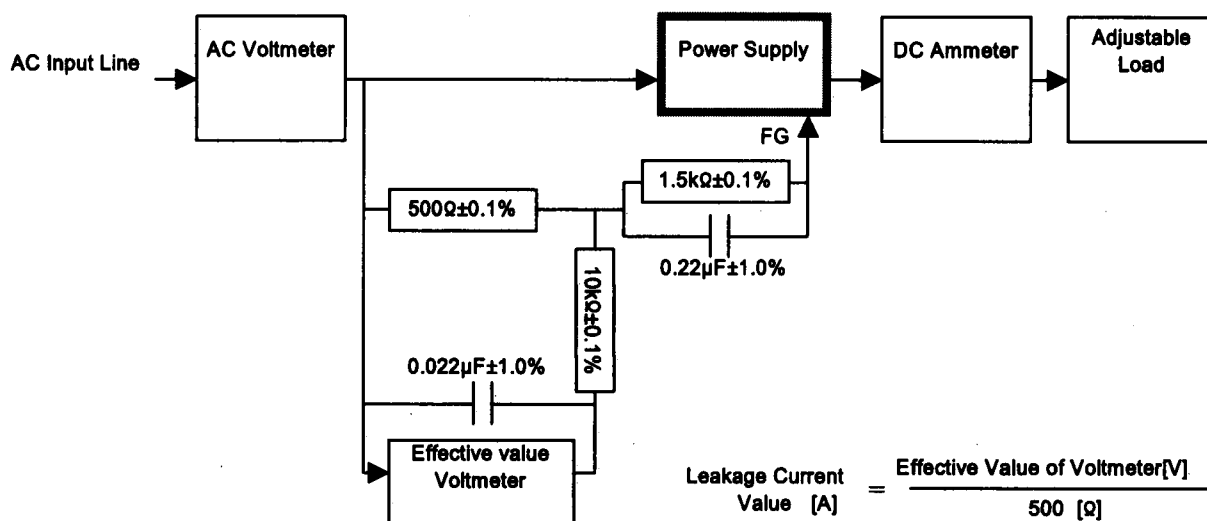 AC Input Line
AC Voltmeter
Power Supply
DC Ammeter
Adjustable
Load
FG
1.5kΩ±0.1%
500Ω±0.1%
0.22µF±1.0%
10kΩ±0.1%
0.022µF±1.0%
Effective value
Voltmeter
Leakage Current
Value [A]
=
Effective Value of Voltmeter[V]
500 [Ω]